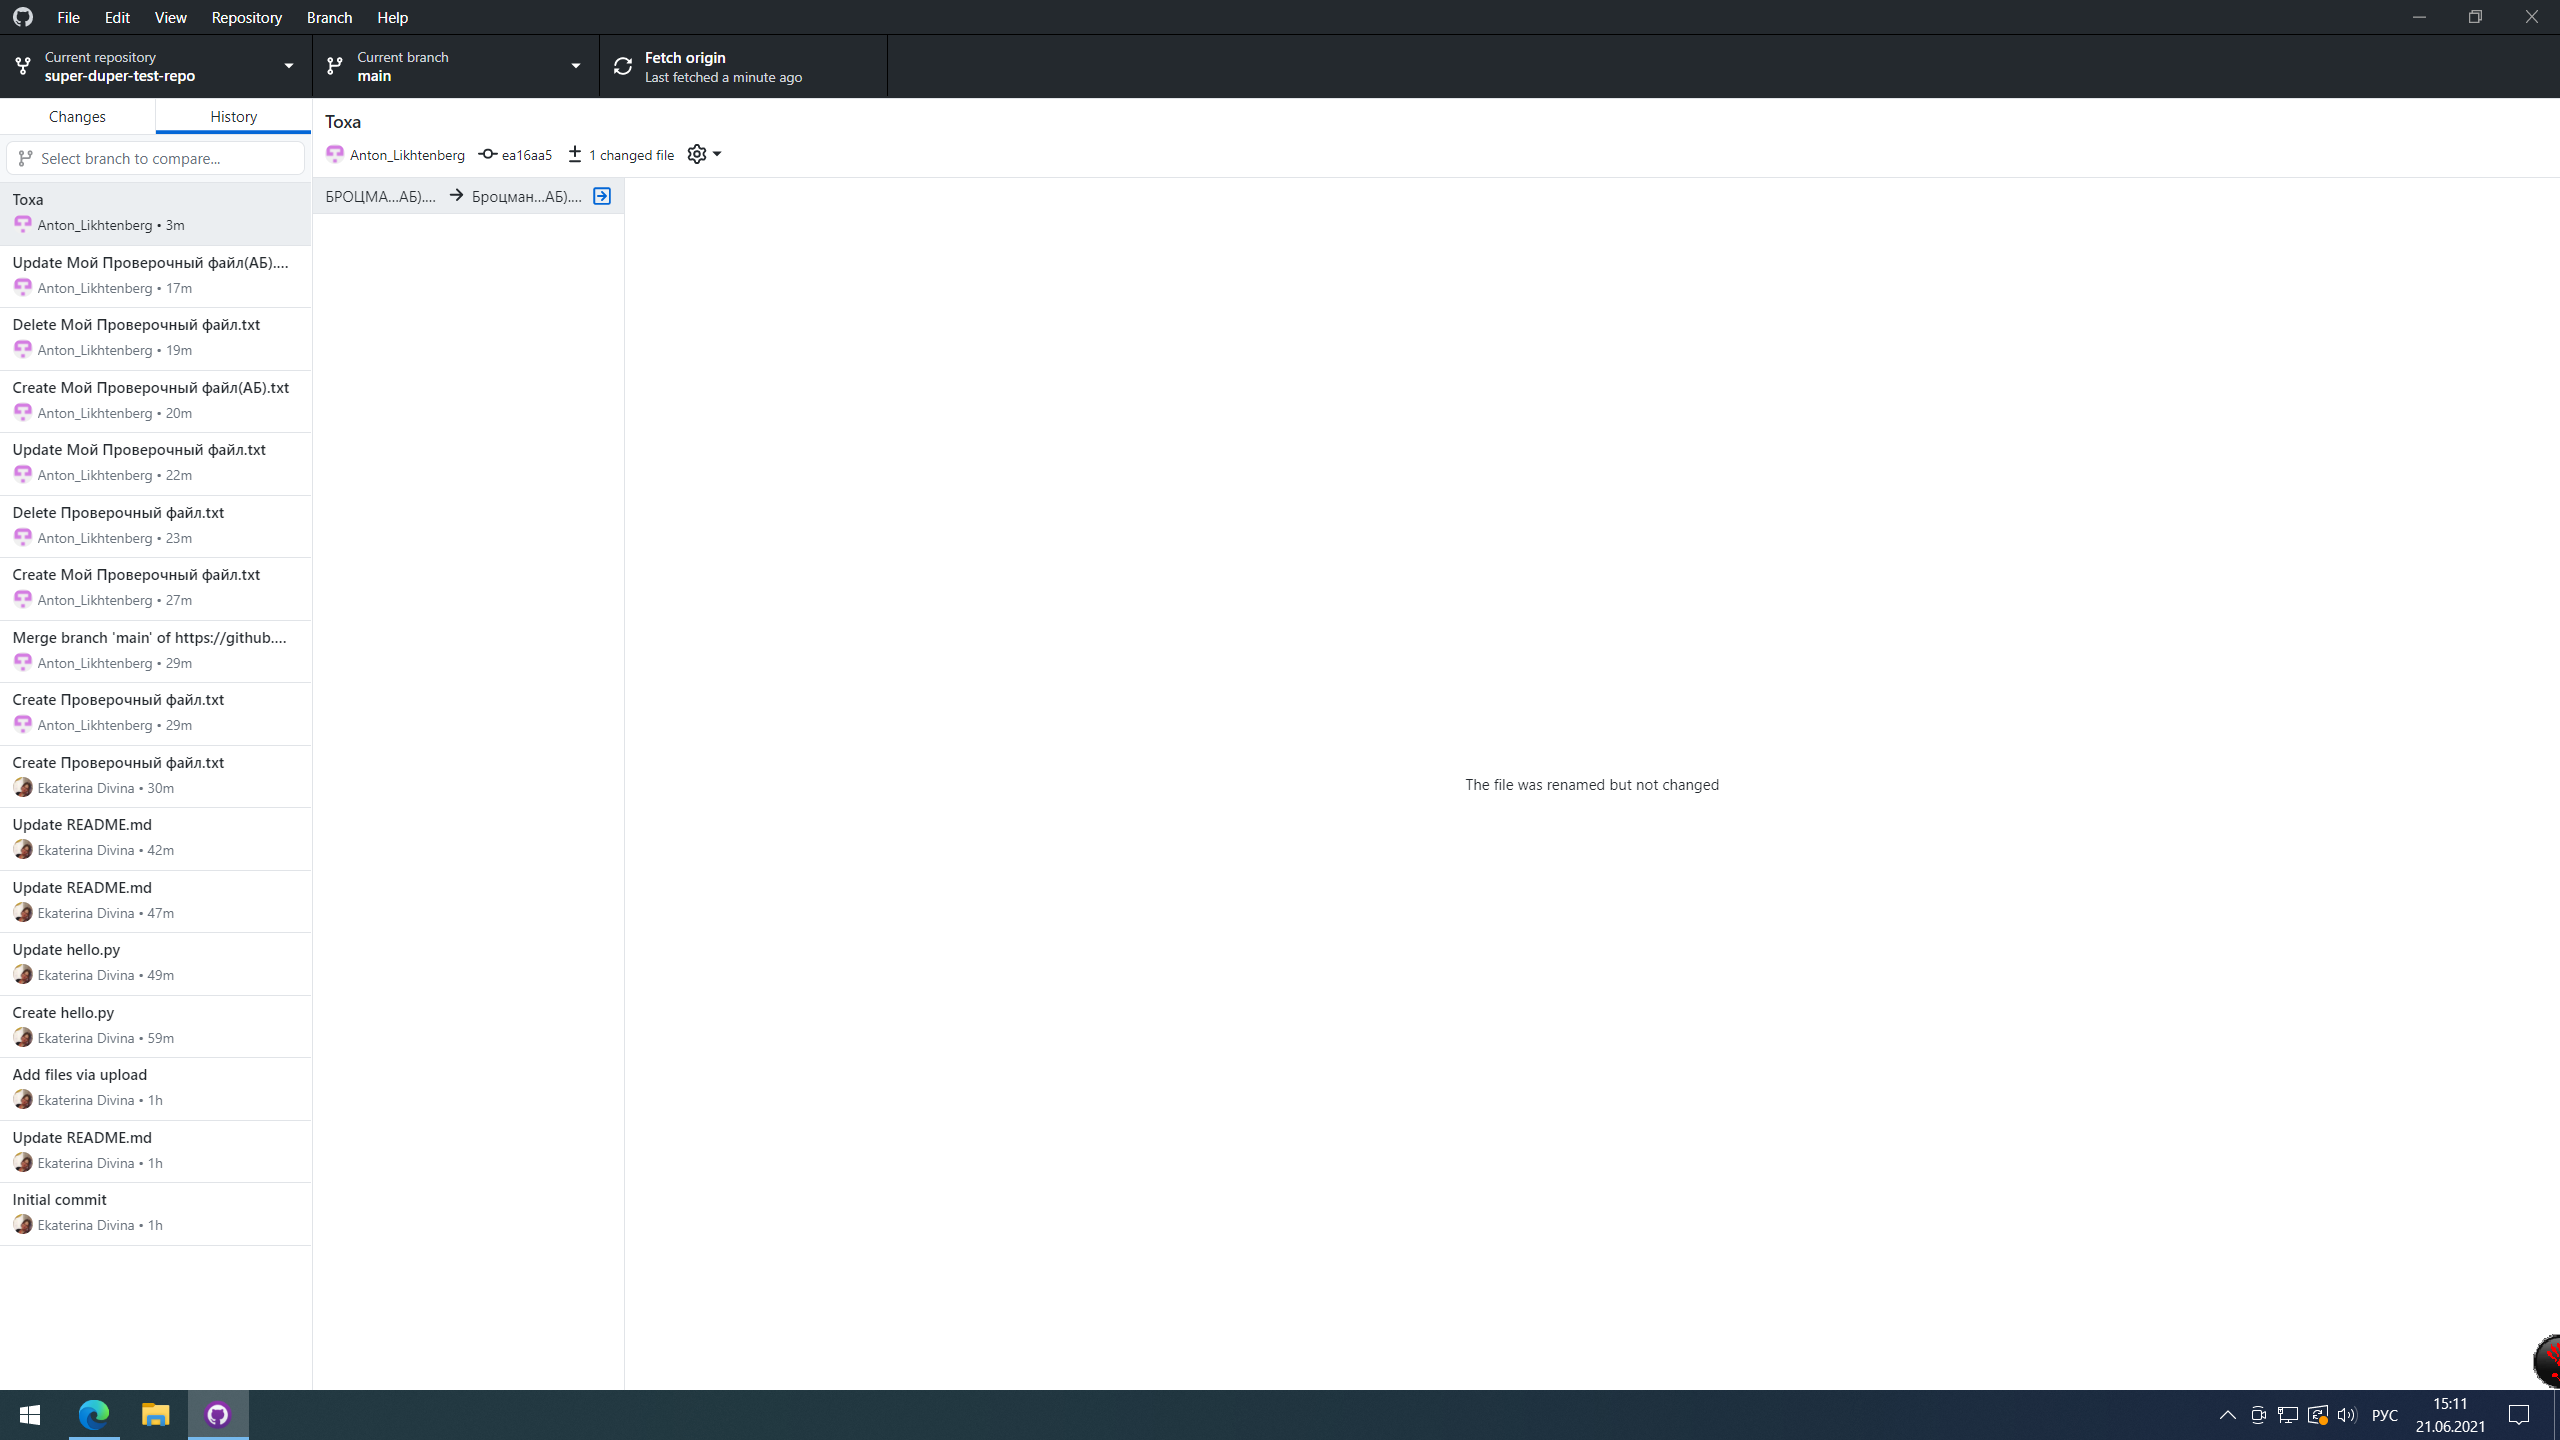 File Edit View Repository Branch Help
Current repository
super-duper-test-repo
Current branch
main
Fetch origin
Last fetched a minute ago
Changes History
Select branch to compare...
Тоха
Anton_Likhtenberg • 3m
Update Мой Проверочный файл(АБ)....
Anton_Likhtenberg • 17m
Delete Мой Проверочный файл.txt
Anton_Likhtenberg • 19m
Create Мой Проверочный файл(АБ).txt
Anton_Likhtenberg • 20m
Update Мой Проверочный файл.txt
Anton_Likhtenberg • 22m
Delete Проверочный файл.txt
Anton_Likhtenberg • 23m
Create Мой Проверочный файл.txt
Anton_Likhtenberg • 27m
Merge branch 'main' of https://github....
Anton_Likhtenberg • 29m
Create Проверочный файл.txt
Anton_Likhtenberg • 29m
Create Проверочный файл.txt
Ekaterina Divina • 30m
Update README.md
Ekaterina Divina • 42m
Update README.md
Ekaterina Divina • 47m
Update hello.py
Ekaterina Divina • 49m
Create hello.py
Ekaterina Divina • 59m
Add files via upload
Ekaterina Divina • 1h
Update README.md
Ekaterina Divina • 1h
Initial commit
Ekaterina Divina • 1h
Тоха
Anton_Likhtenberg ea16aa5 1 changed file
БРОЦМА...АБ).... → Броцман...АБ)....
The file was renamed but not changed
РУС
15:11
21.06.2021